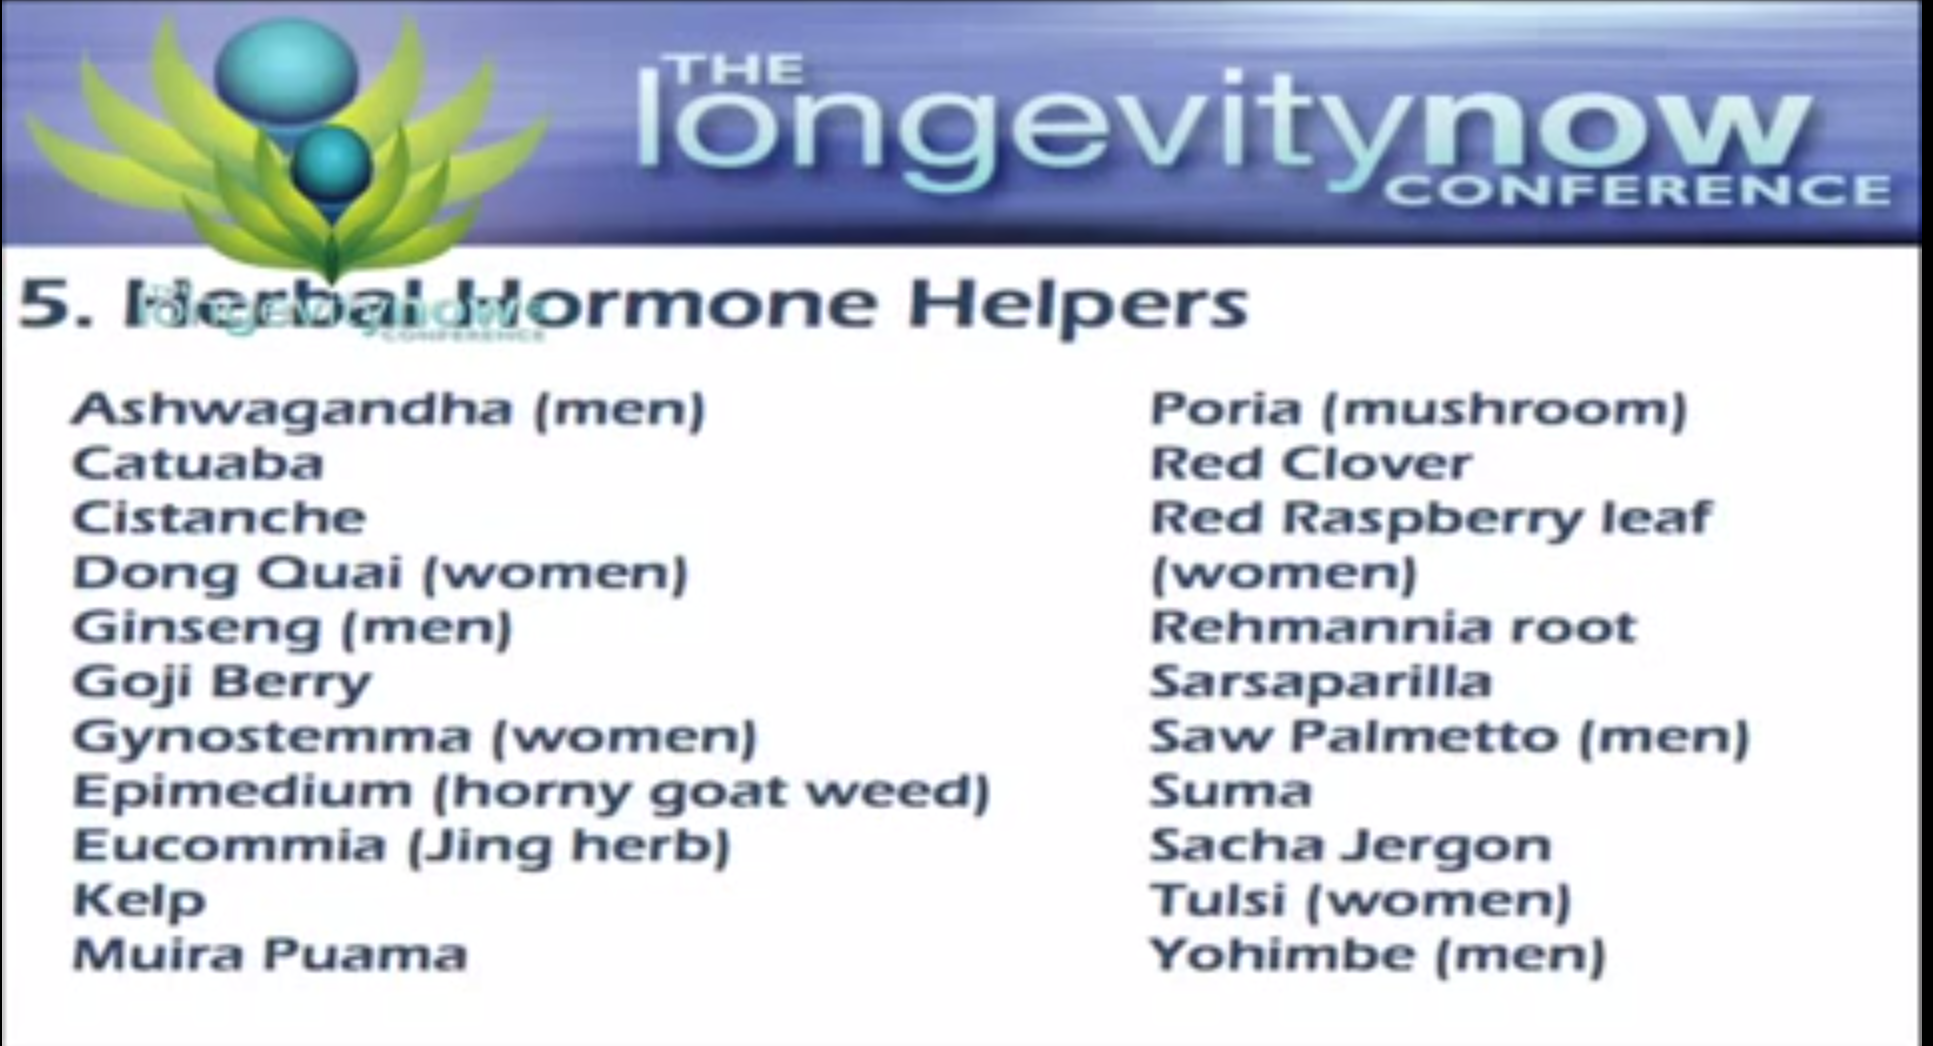 THE
longevitynow
CONFERENCE
5. Herbal Hormone Helpers
longevitynow
CONFERENCE
Ashwagandha (men)
Catuaba
Cistanche
Dong Quai (women)
Ginseng (men)
Goji Berry
Gynostemma (women)
Epimedium (horny goat weed)
Eucommia (Jing herb)
Kelp
Muira Puama
Poria (mushroom)
Red Clover
Red Raspberry leaf
(women)
Rehmannia root
Sarsaparilla
Saw Palmetto (men)
Suma
Sacha Jergon
Tulsi (women)
Yohimbe (men)